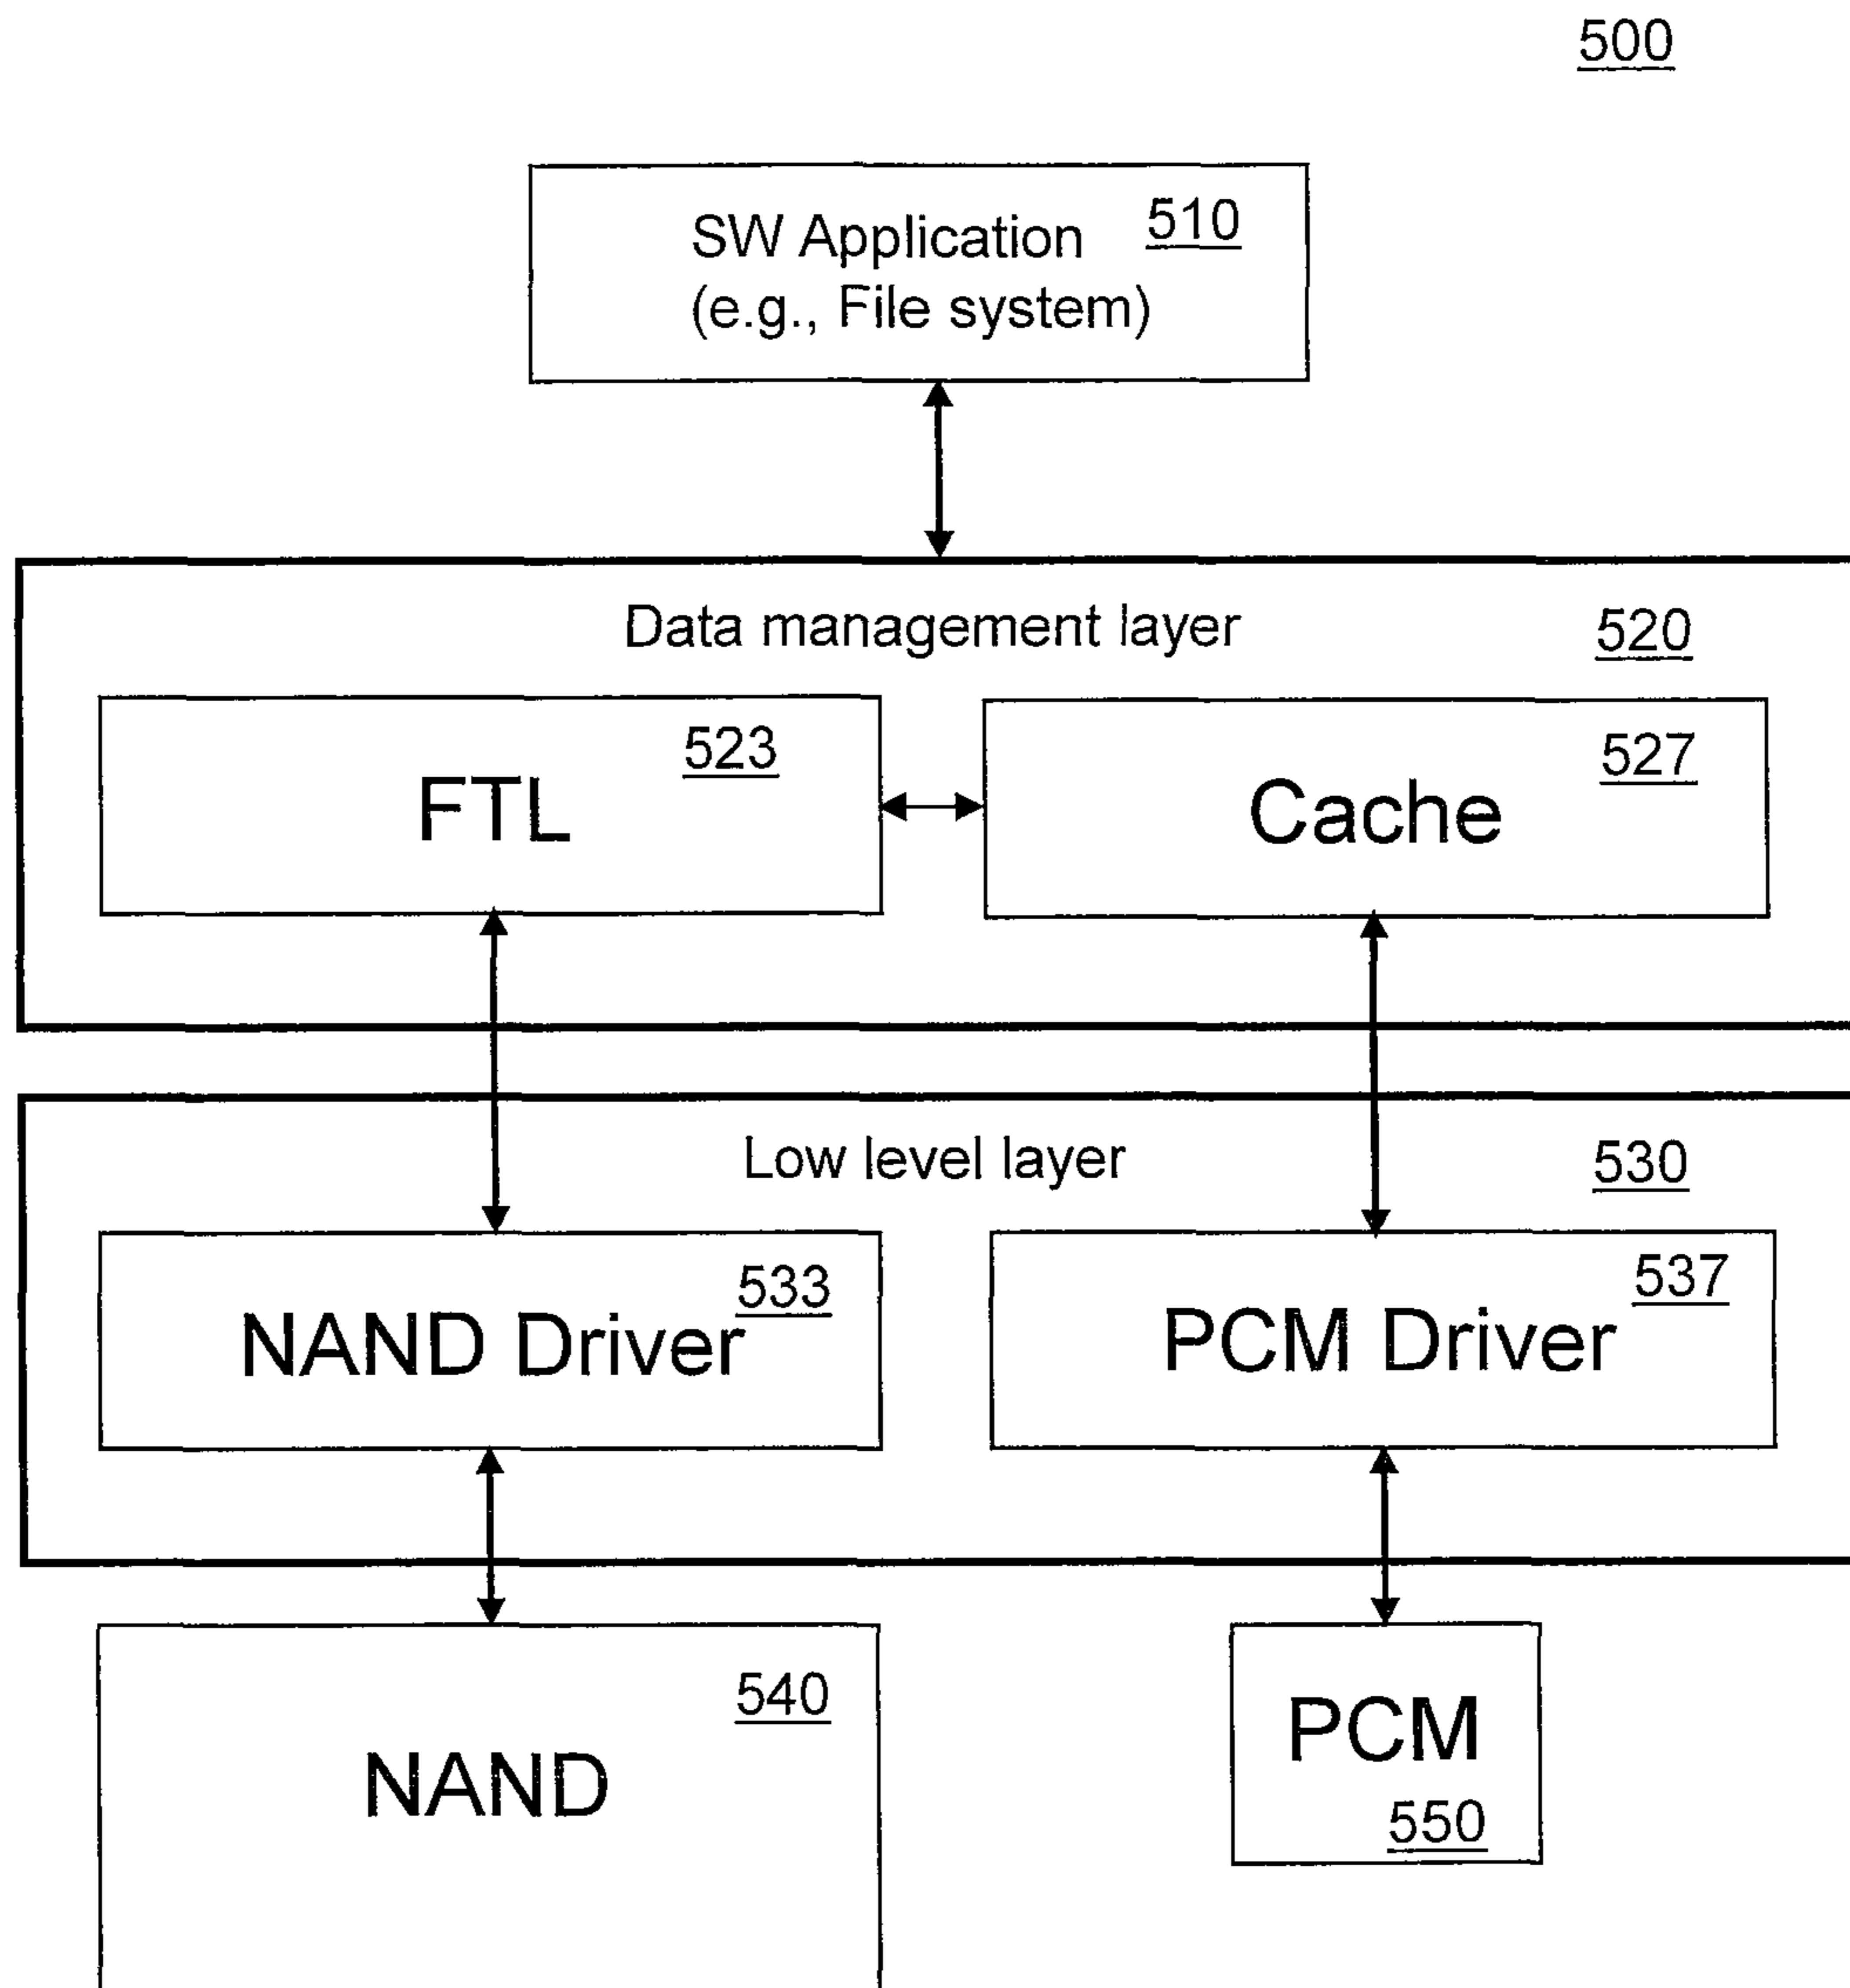 500
SW Application 510
(e.g., File system)
Data management layer 520
523
527
FTL
Cache
Low level layer 530
533
537
NAND Driver
PCM Driver
540
NAND
PCM
550